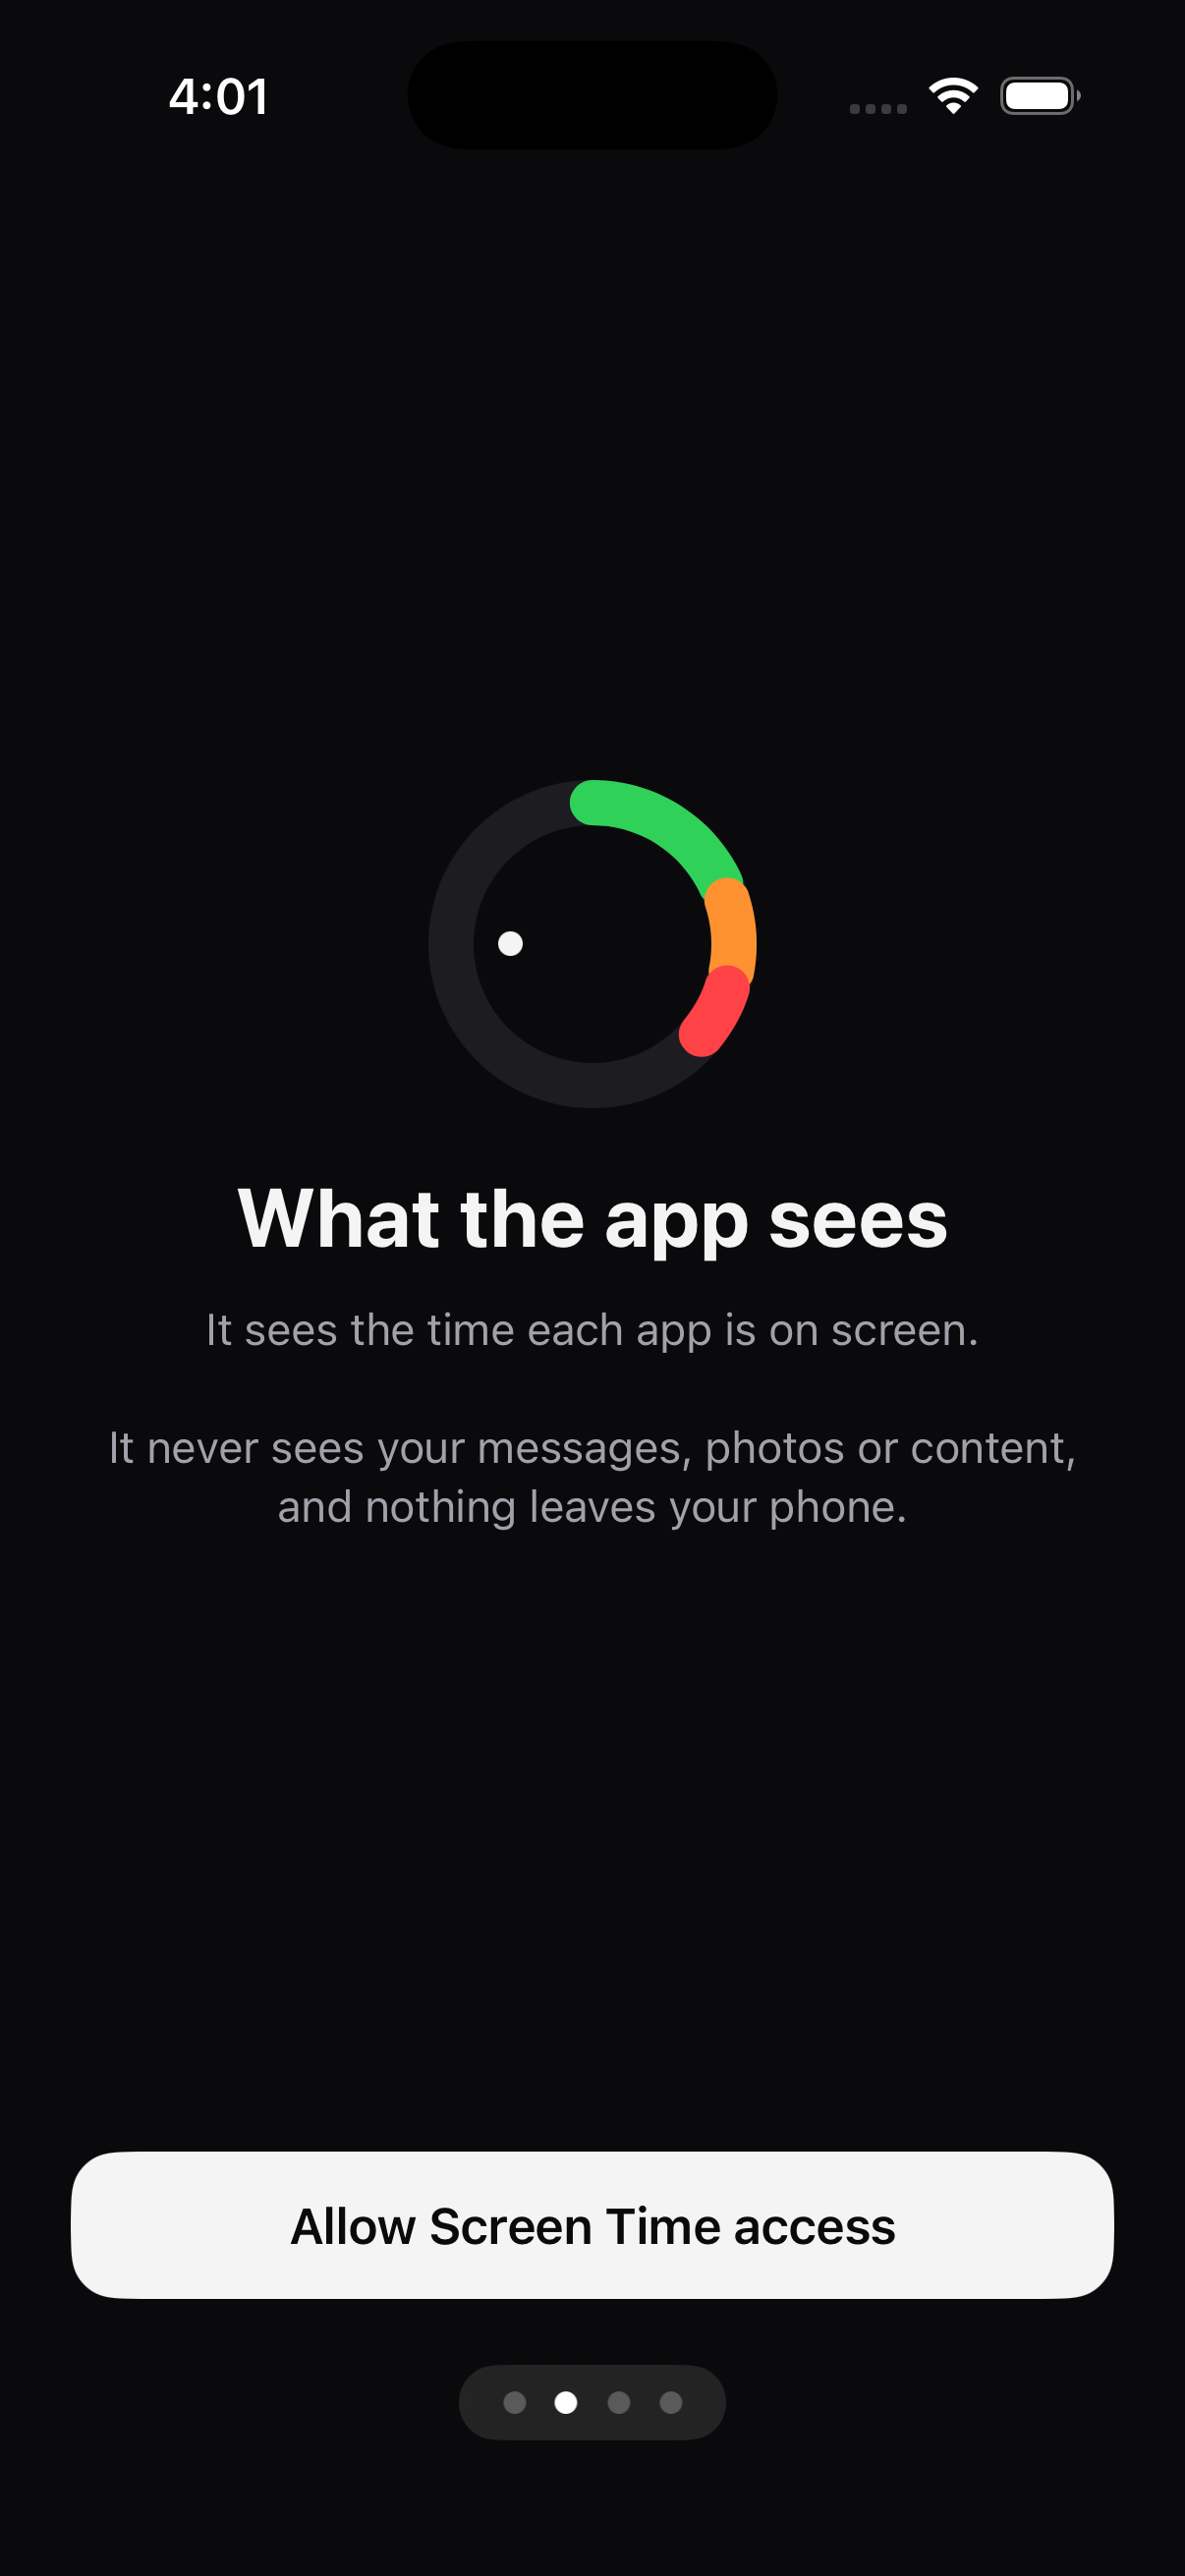 4:01
What the app sees
It sees the time each app is on screen.
It never sees your messages, photos or content,
and nothing leaves your phone.
Allow Screen Time access